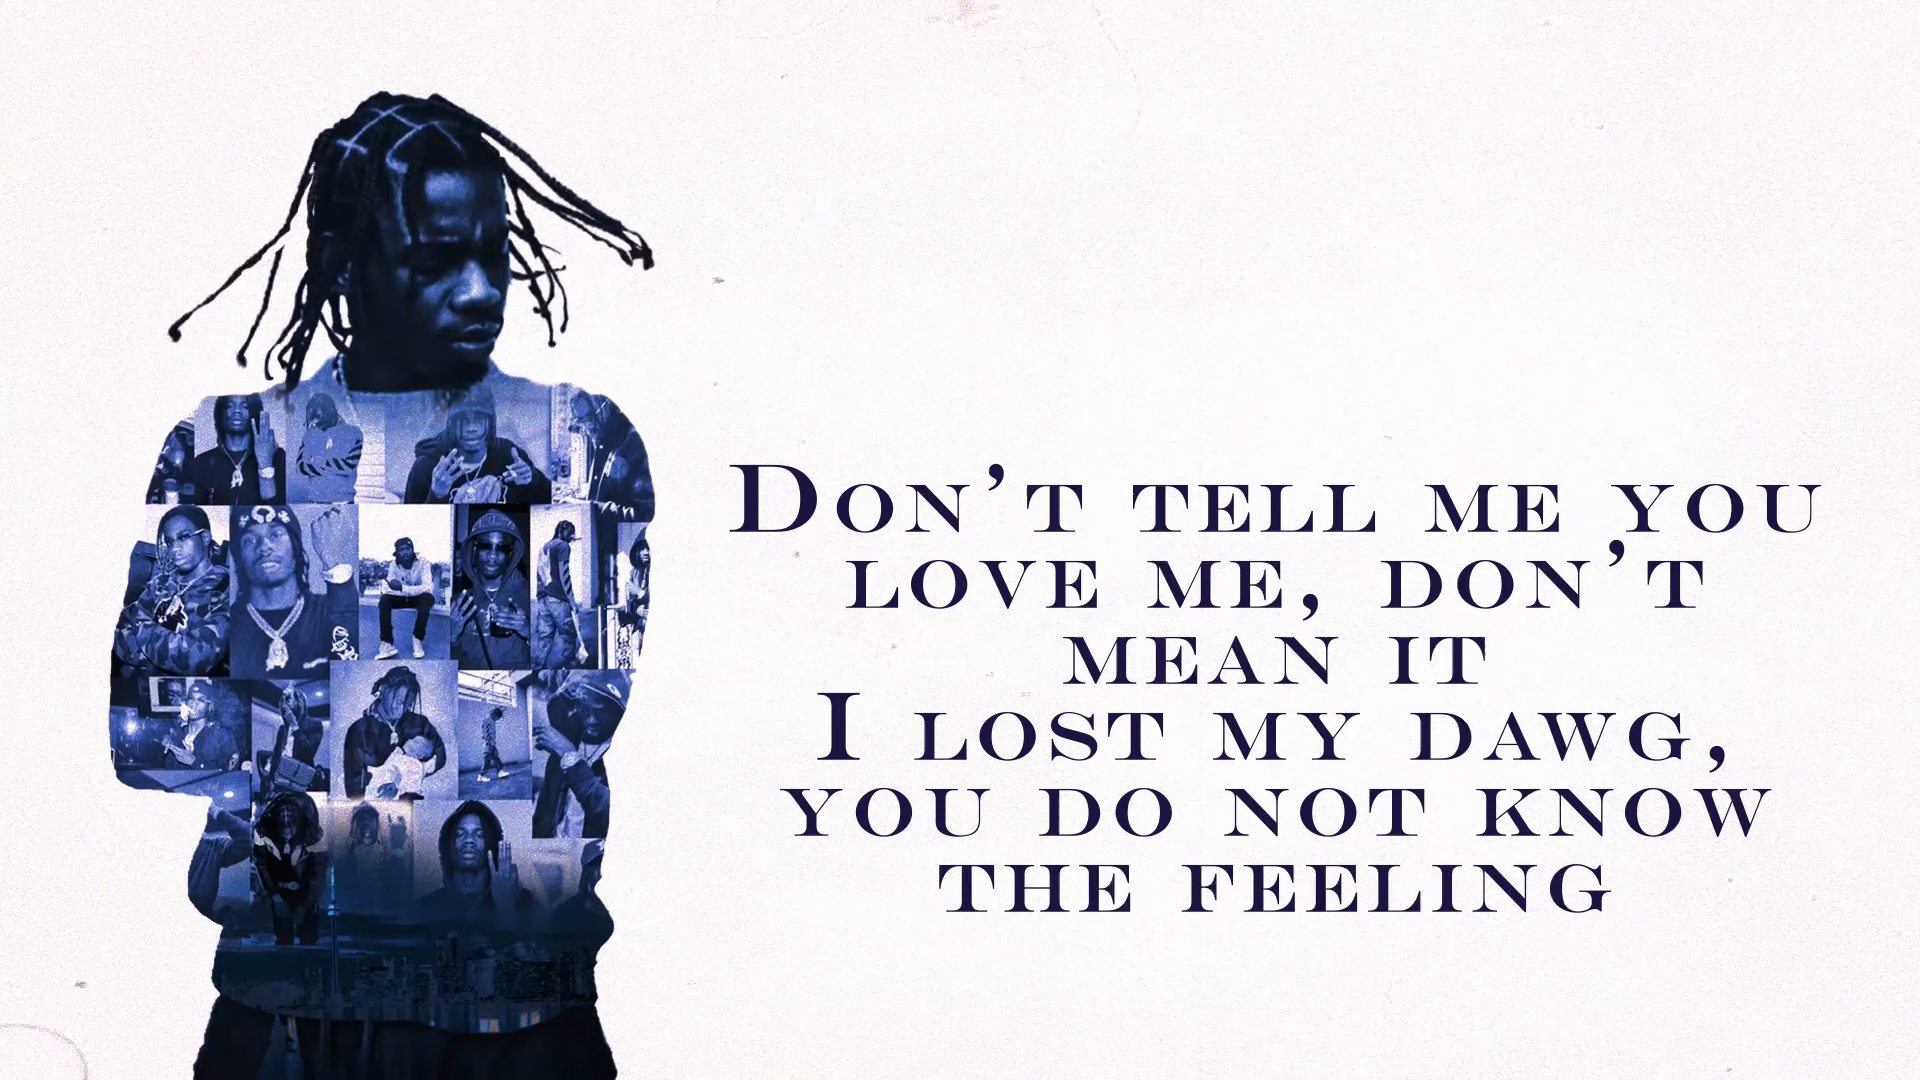 Don't tell me you
love me, don't
mean it
I lost my dawg,
you do not know
the feeling